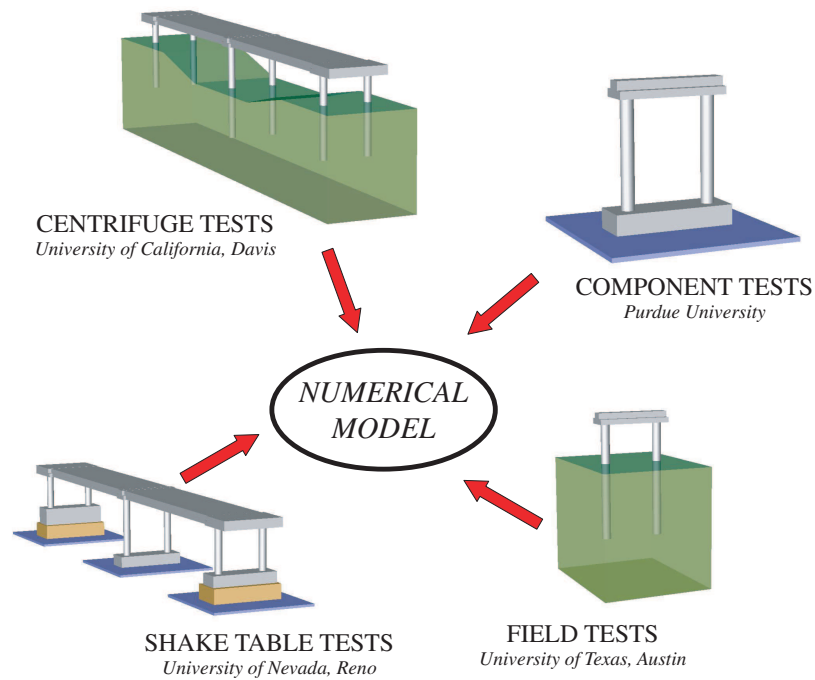 CENTRIFUGE TESTS
University of California, Davis
COMPONENT TESTS
Purdue University
NUMERICAL
MODEL
SHAKE TABLE TESTS
University of Nevada, Reno
FIELD TESTS
University of Texas, Austin